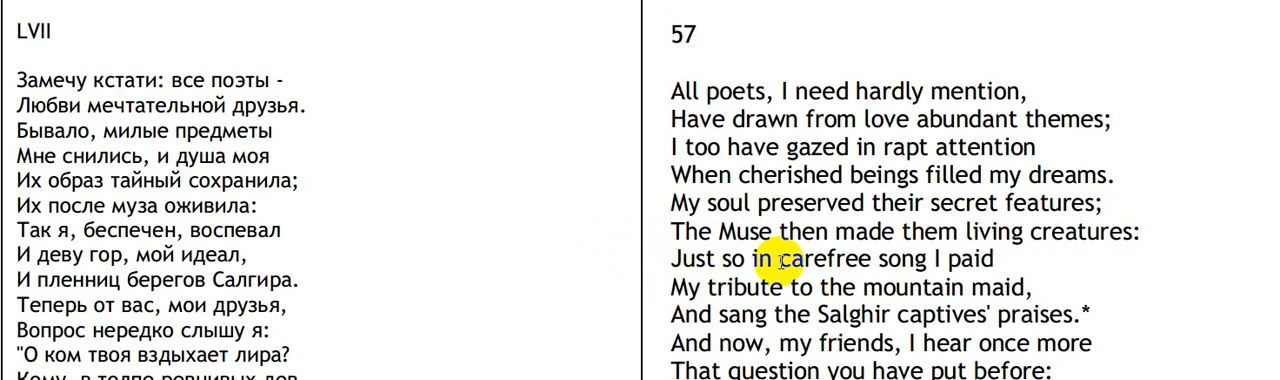 LVII
Замечу кстати: все поэты -
Любви мечтательной друзья.
Бывало, милые предметы
Мне снились, и душа моя
Их образ тайный сохранила;
Их после муза оживила:
Так я, беспечен, воспевал
И деву гор, мой идеал,
И пленниц берегов Салгира.
Теперь от вас, мои друзья,
Вопрос нередко слышу я:
"О ком твоя вздыхает лира?
Кому, в толпе ревнивых дев,
57
All poets, I need hardly mention,
Have drawn from love abundant themes;
I too have gazed in rapt attention
When cherished beings filled my dreams.
My soul preserved their secret features;
The Muse then made them living creatures:
Just so in carefree song I paid
My tribute to the mountain maid,
And sang the Salghir captives' praises.*
And now, my friends, I hear once more
That question you have put before: